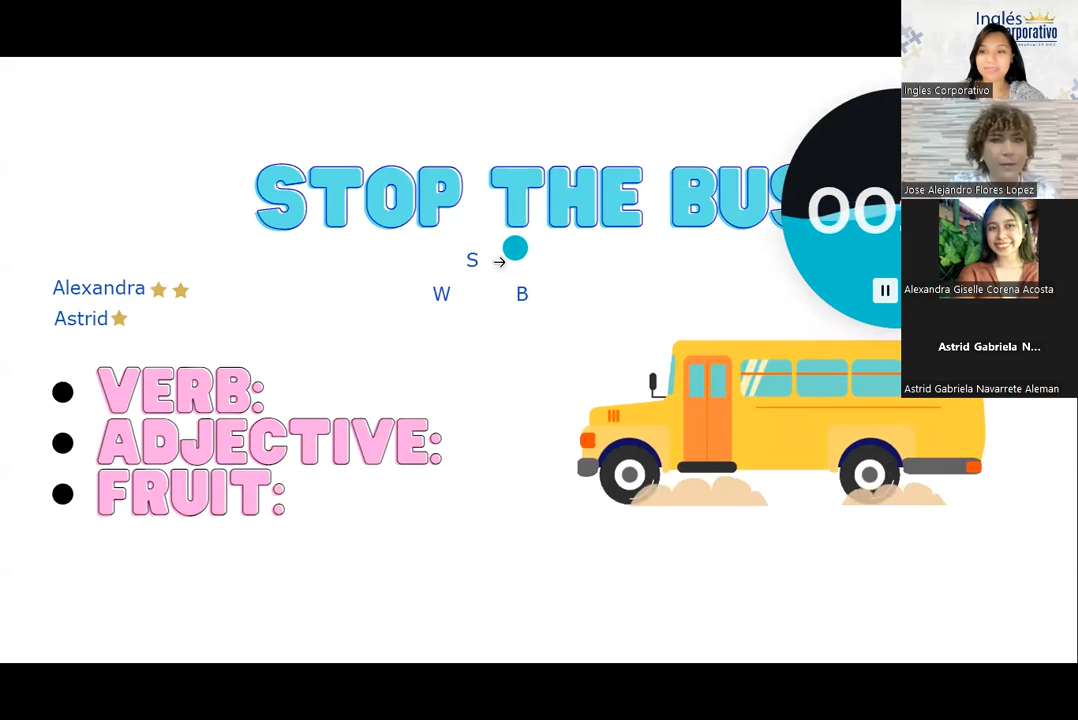 STOP THE BUS
00
S
W B
Alexandra
Astrid
VERB:
ADJECTIVE:
FRUIT:
Inglés
Corporativo
Ingles Corporativo
Jose Alejandro Flores Lopez
Alexandra Giselle Corena Acosta
Astrid Gabriela N...
Astrid Gabriela Navarrete Aleman